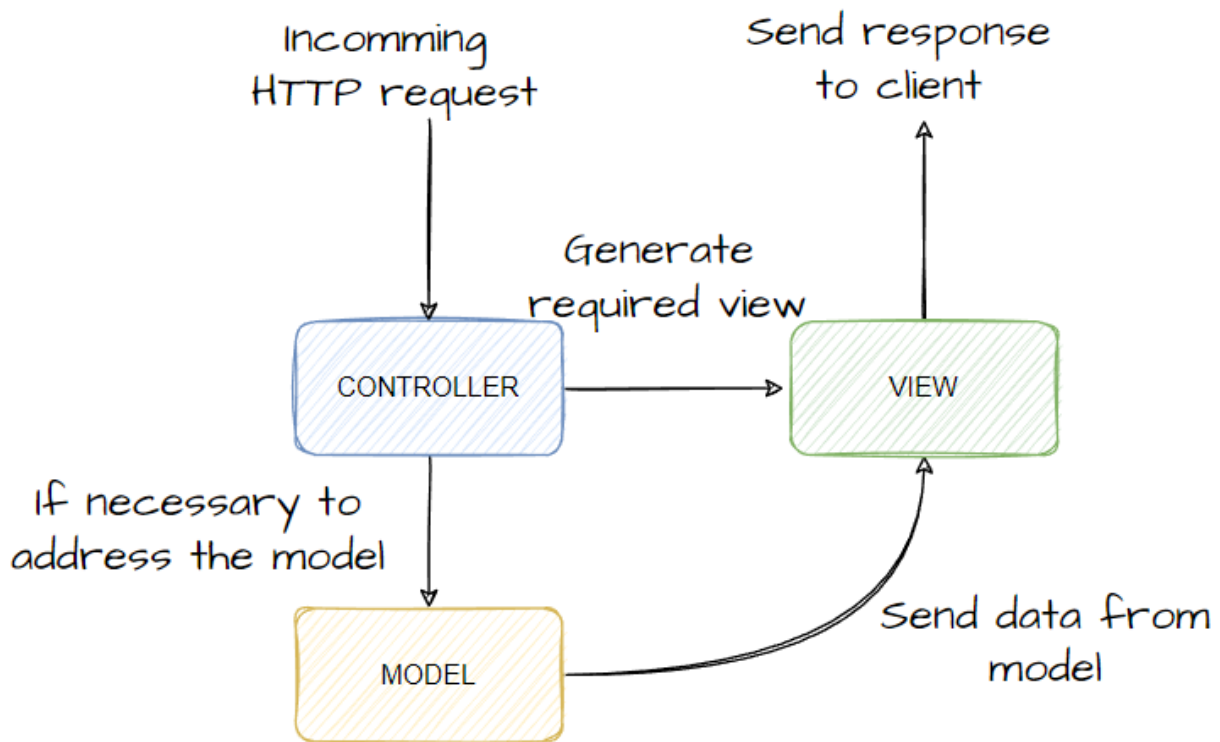 Incomming
HTTP request
Send response
to client
Generate
required view
CONTROLLER
VIEW
If necessary to
address the model
Send data from
model
MODEL